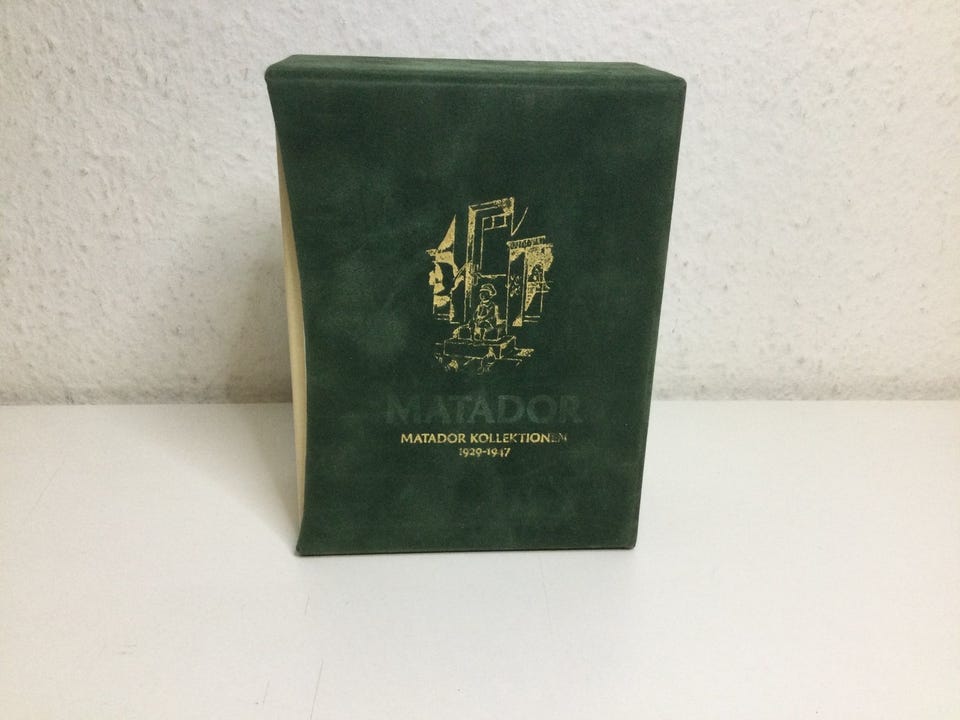 MATADOR
MATADOR KOLLEKTIONEN
1929-1947